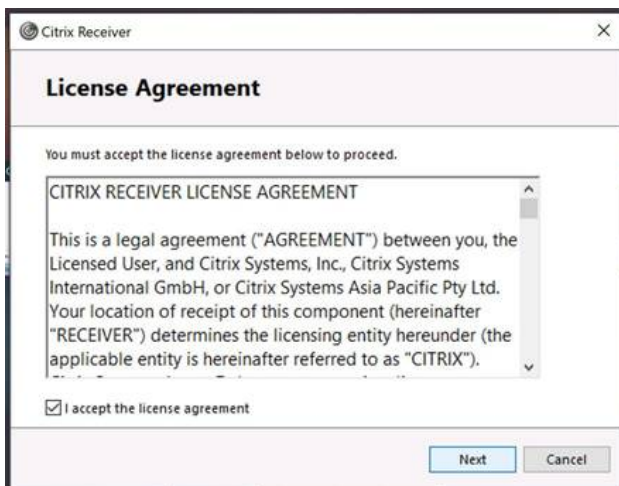 Citrix Receiver
License Agreement
You must accept the license agreement below to proceed.
CITRIX RECEIVER LICENSE AGREEMENT
This is a legal agreement ("AGREEMENT") between you, the
Licensed User, and Citrix Systems, Inc., Citrix Systems
International GmbH, or Citrix Systems Asia Pacific Pty Ltd.
Your location of receipt of this component (hereinafter
"RECEIVER") determines the licensing entity hereunder (the
applicable entity is hereinafter referred to as "CITRIX").
I accept the license agreement
Next
Cancel